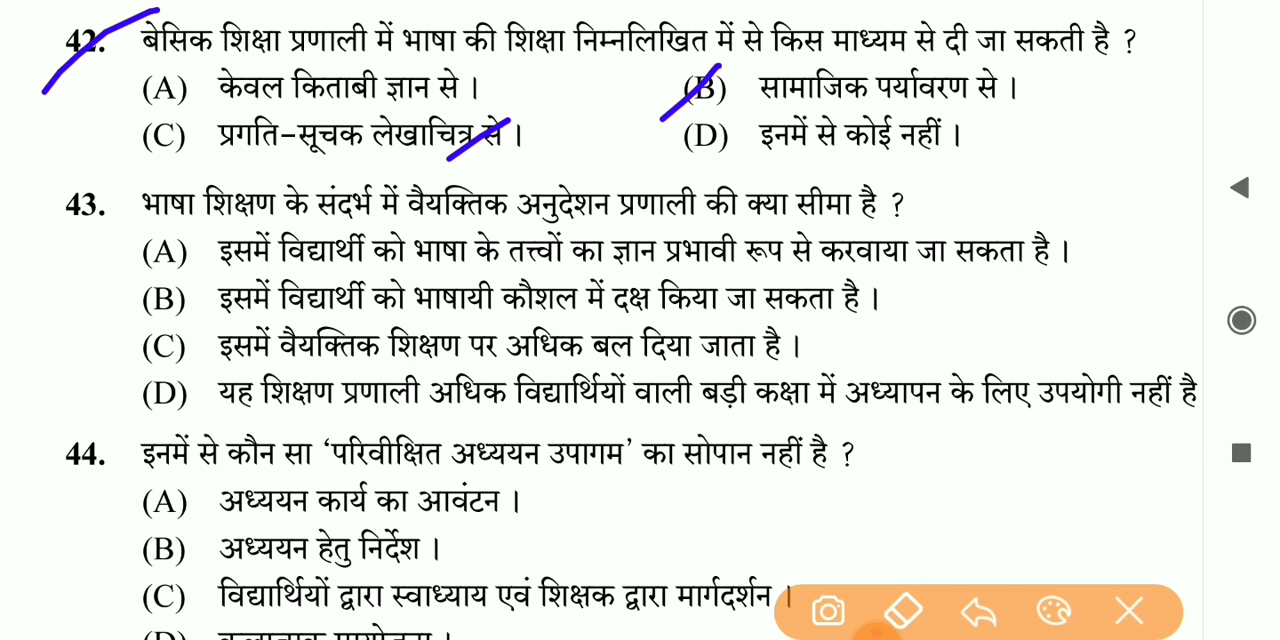 42. बेसिक शिक्षा प्रणाली में भाषा की शिक्षा निम्नलिखित में से किस माध्यम से दी जा सकती है ?
(A) केवल किताबी ज्ञान से । (B) सामाजिक पर्यावरण से ।
(C) प्रगति-सूचक लेखाचित्र से । (D) इनमें से कोई नहीं ।
43. भाषा शिक्षण के संदर्भ में वैयक्तिक अनुदेशन प्रणाली की क्या सीमा है ?
(A) इसमें विद्यार्थी को भाषा के तत्त्वों का ज्ञान प्रभावी रूप से करवाया जा सकता है ।
(B) इसमें विद्यार्थी को भाषायी कौशल में दक्ष किया जा सकता है ।
(C) इसमें वैयक्तिक शिक्षण पर अधिक बल दिया जाता है ।
(D) यह शिक्षण प्रणाली अधिक विद्यार्थियों वाली बड़ी कक्षा में अध्यापन के लिए उपयोगी नहीं है
44. इनमें से कौन सा ‘परिवीक्षित अध्ययन उपागम’ का सोपान नहीं है ?
(A) अध्ययन कार्य का आवंटन ।
(B) अध्ययन हेतु निर्देश ।
(C) विद्यार्थियों द्वारा स्वाध्याय एवं शिक्षक द्वारा मार्गदर्शन ।
(D)